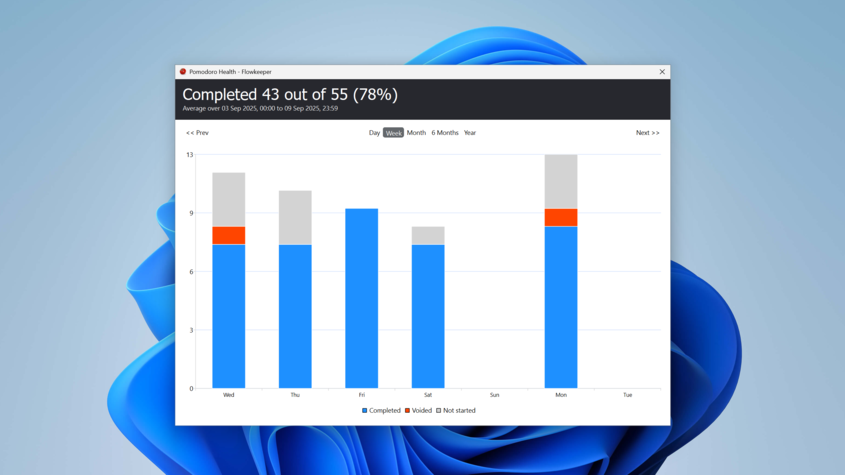 Pomodoro Health - Flowkeeper
Completed 43 out of 55 (78%)
Average over 03 Sep 2025, 00:00 to 09 Sep 2025, 23:59
<< Prev Day Week Month 6 Months Year Next >>
13
9
6
3
0
Wed Thu Fri Sat Sun Mon Tue
Completed Voided Not started